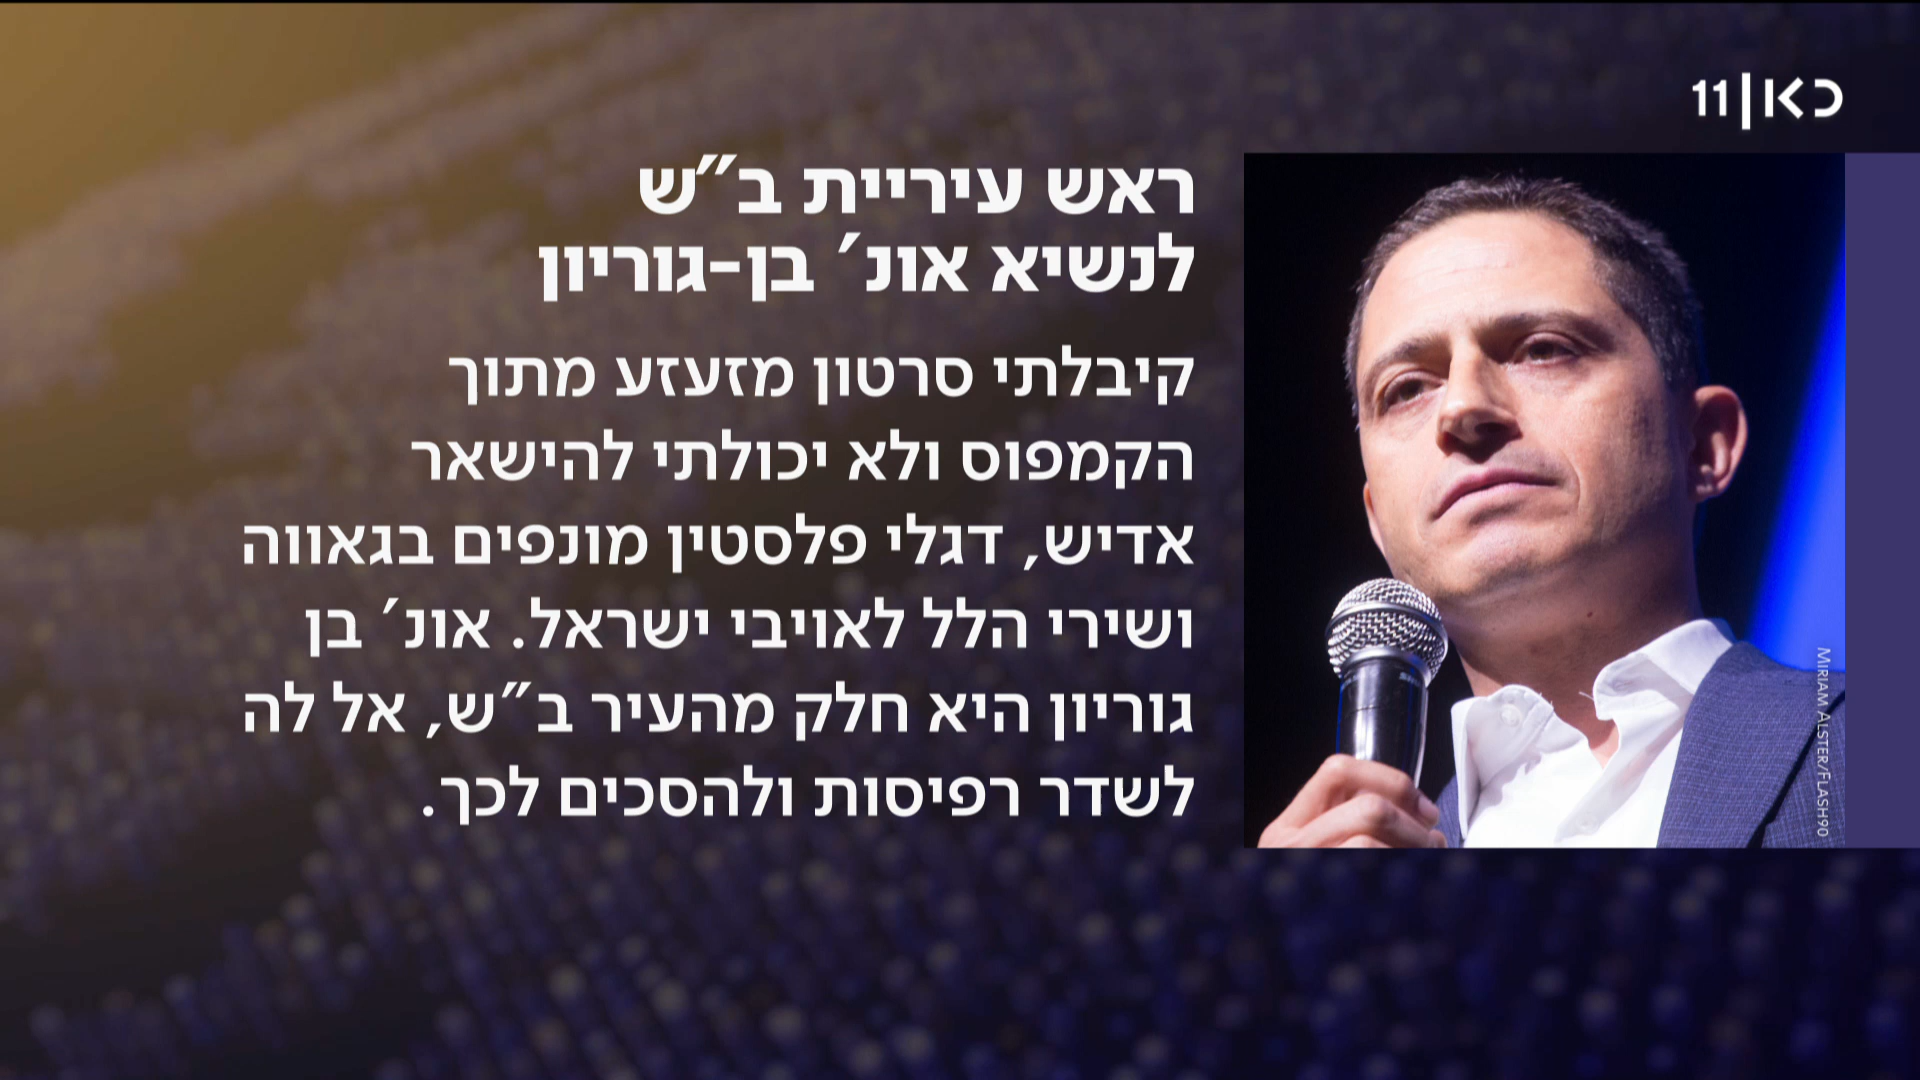 כאן|11
ראש עיריית ב״ש
לנשיא אונ׳ בן-גוריון
קיבלתי סרטון מזעזע מתוך
הקמפוס ולא יכולתי להישאר
אדיש, דגלי פלסטין מונפים בגאווה
ושירי הלל לאויבי ישראל. אונ׳ בן
גוריון היא חלק מהעיר ב״ש, אל לה
לשדר רפיסות ולהסכים לכך.
MIRIAM ALSTER/FLASH90